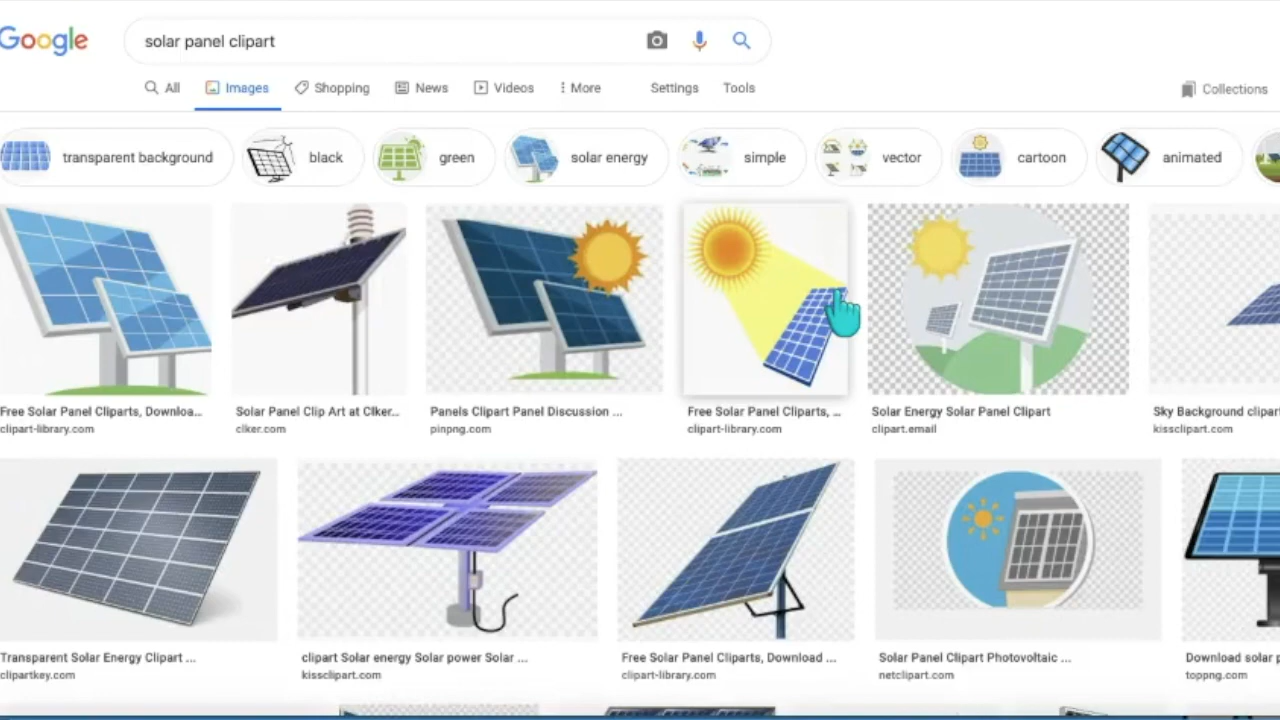 Google
solar panel clipart
All
Images
Shopping
News
Videos
More
Settings
Tools
Collections
transparent background
black
green
solar energy
simple
vector
cartoon
animated
Free Solar Panel Cliparts, Downloa...
clipart-library.com
Solar Panel Clip Art at Clker...
clker.com
Panels Clipart Panel Discussion ...
pinpng.com
Free Solar Panel Cliparts, ...
clipart-library.com
Solar Energy Solar Panel Clipart
clipart.email
Sky Background clipart
kissclipart.com
Transparent Solar Energy Clipart ...
clipartkey.com
clipart Solar energy Solar power Solar ...
kissclipart.com
Free Solar Panel Cliparts, Download ...
clipart-library.com
Solar Panel Clipart Photovoltaic ...
netclipart.com
Download solar p
toppng.com